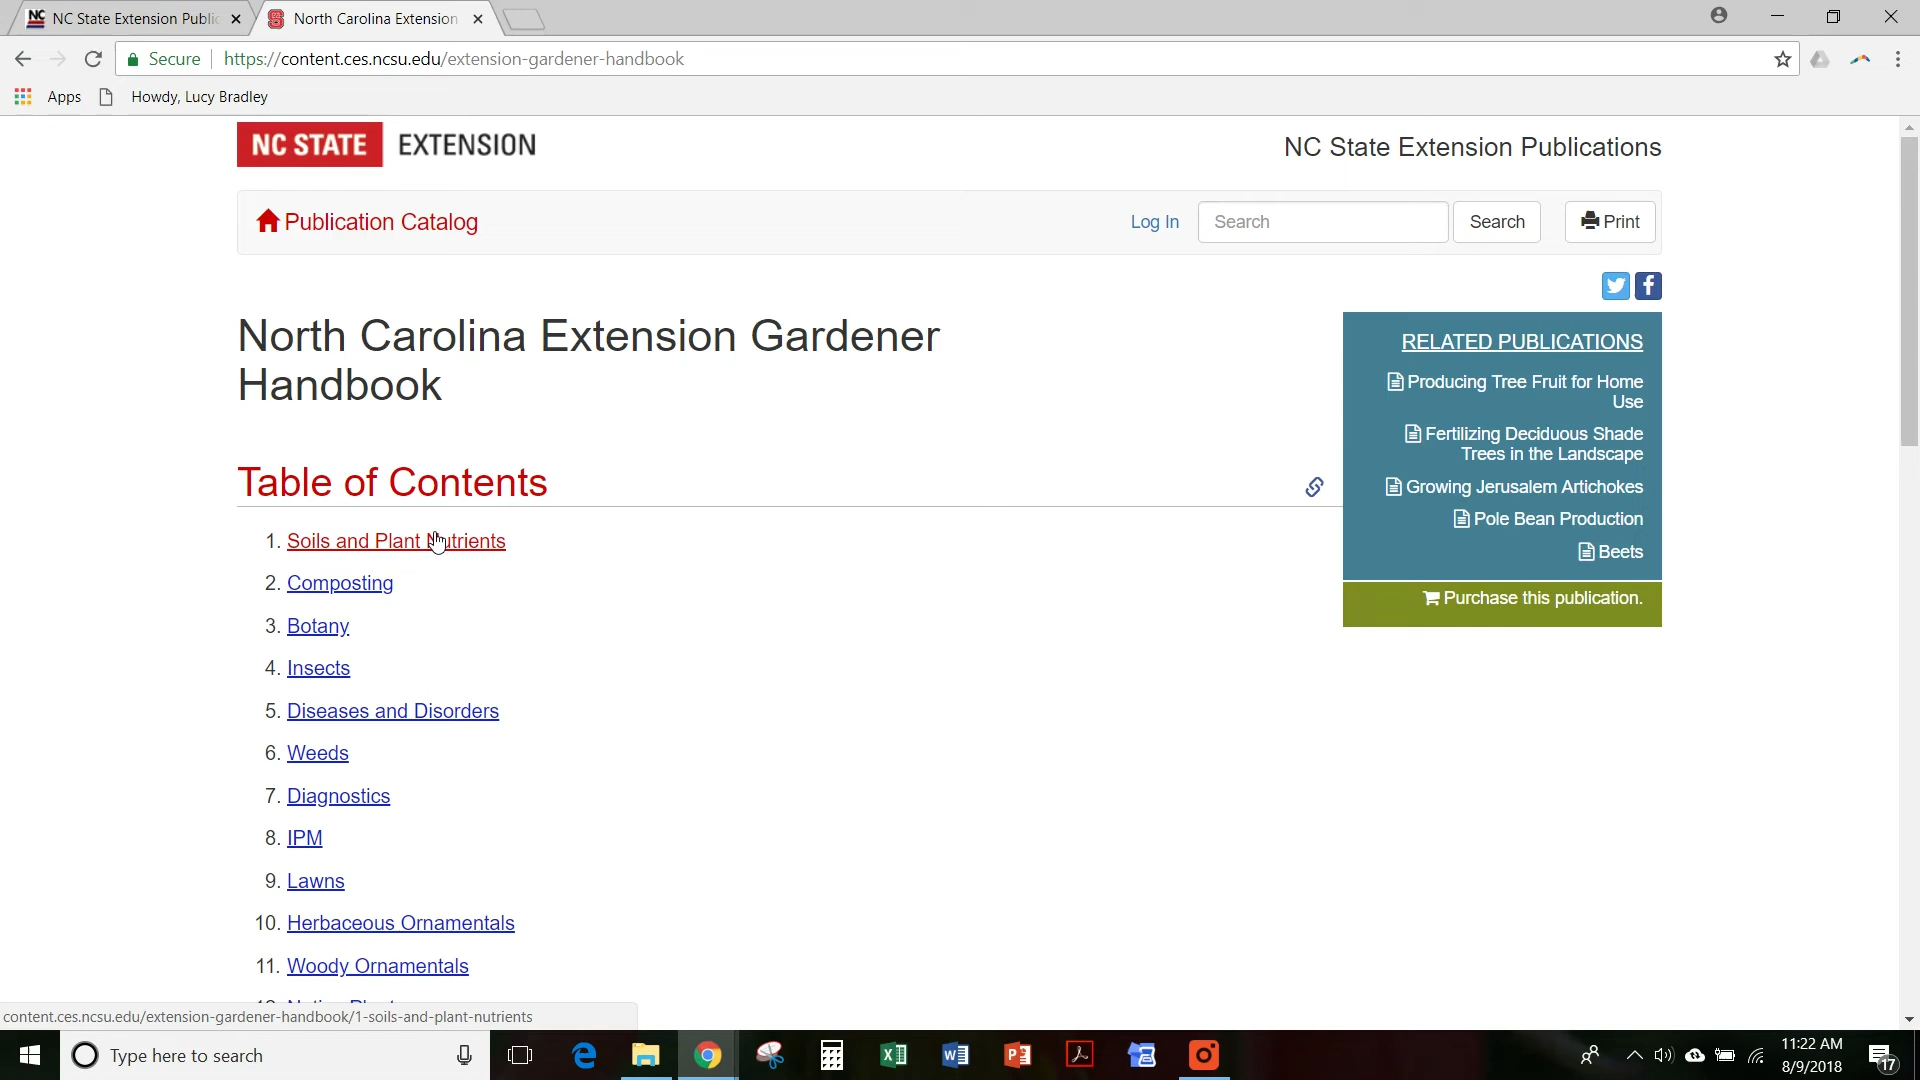 NC State Extension Public
North Carolina Extension
Secure https://content.ces.ncsu.edu/extension-gardener-handbook
Apps Howdy, Lucy Bradley
NC STATE EXTENSION
NC State Extension Publications
Publication Catalog
Log In Search Search Print
North Carolina Extension Gardener
Handbook
RELATED PUBLICATIONS
Producing Tree Fruit for Home
Use
Fertilizing Deciduous Shade
Trees in the Landscape
Growing Jerusalem Artichokes
Pole Bean Production
Beets
Purchase this publication.
Table of Contents
1. Soils and Plant Nutrients
2. Composting
3. Botany
4. Insects
5. Diseases and Disorders
6. Weeds
7. Diagnostics
8. IPM
9. Lawns
10. Herbaceous Ornamentals
11. Woody Ornamentals
content.ces.ncsu.edu/extension-gardener-handbook/1-soils-and-plant-nutrients
Type here to search
11:22 AM
8/9/2018
17